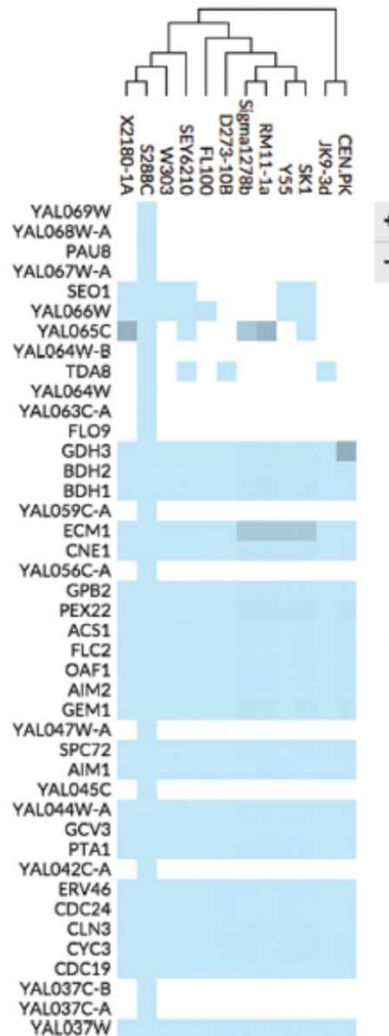 X2180-1A
S288C
W303
SEY6210
FL100
D273-10B
Sigma1278b
RM11-1a
Y55
SK1
JK9-3d
CEN.PK
YAL069W
YAL068W-A
PAU8
YAL067W-A
SEO1
YAL066W
YAL065C
YAL064W-B
TDA8
YAL064W
YAL063C-A
FLO9
GDH3
BDH2
BDH1
YAL059C-A
ECM1
CNE1
YAL056C-A
GPB2
PEX22
ACS1
FLC2
OAF1
AIM2
GEM1
YAL047W-A
SPC72
AIM1
YAL045C
YAL044W-A
GCV3
PTA1
YAL042C-A
ERV46
CDC24
CLN3
CYC3
CDC19
YAL037C-B
YAL037C-A
YAL037W